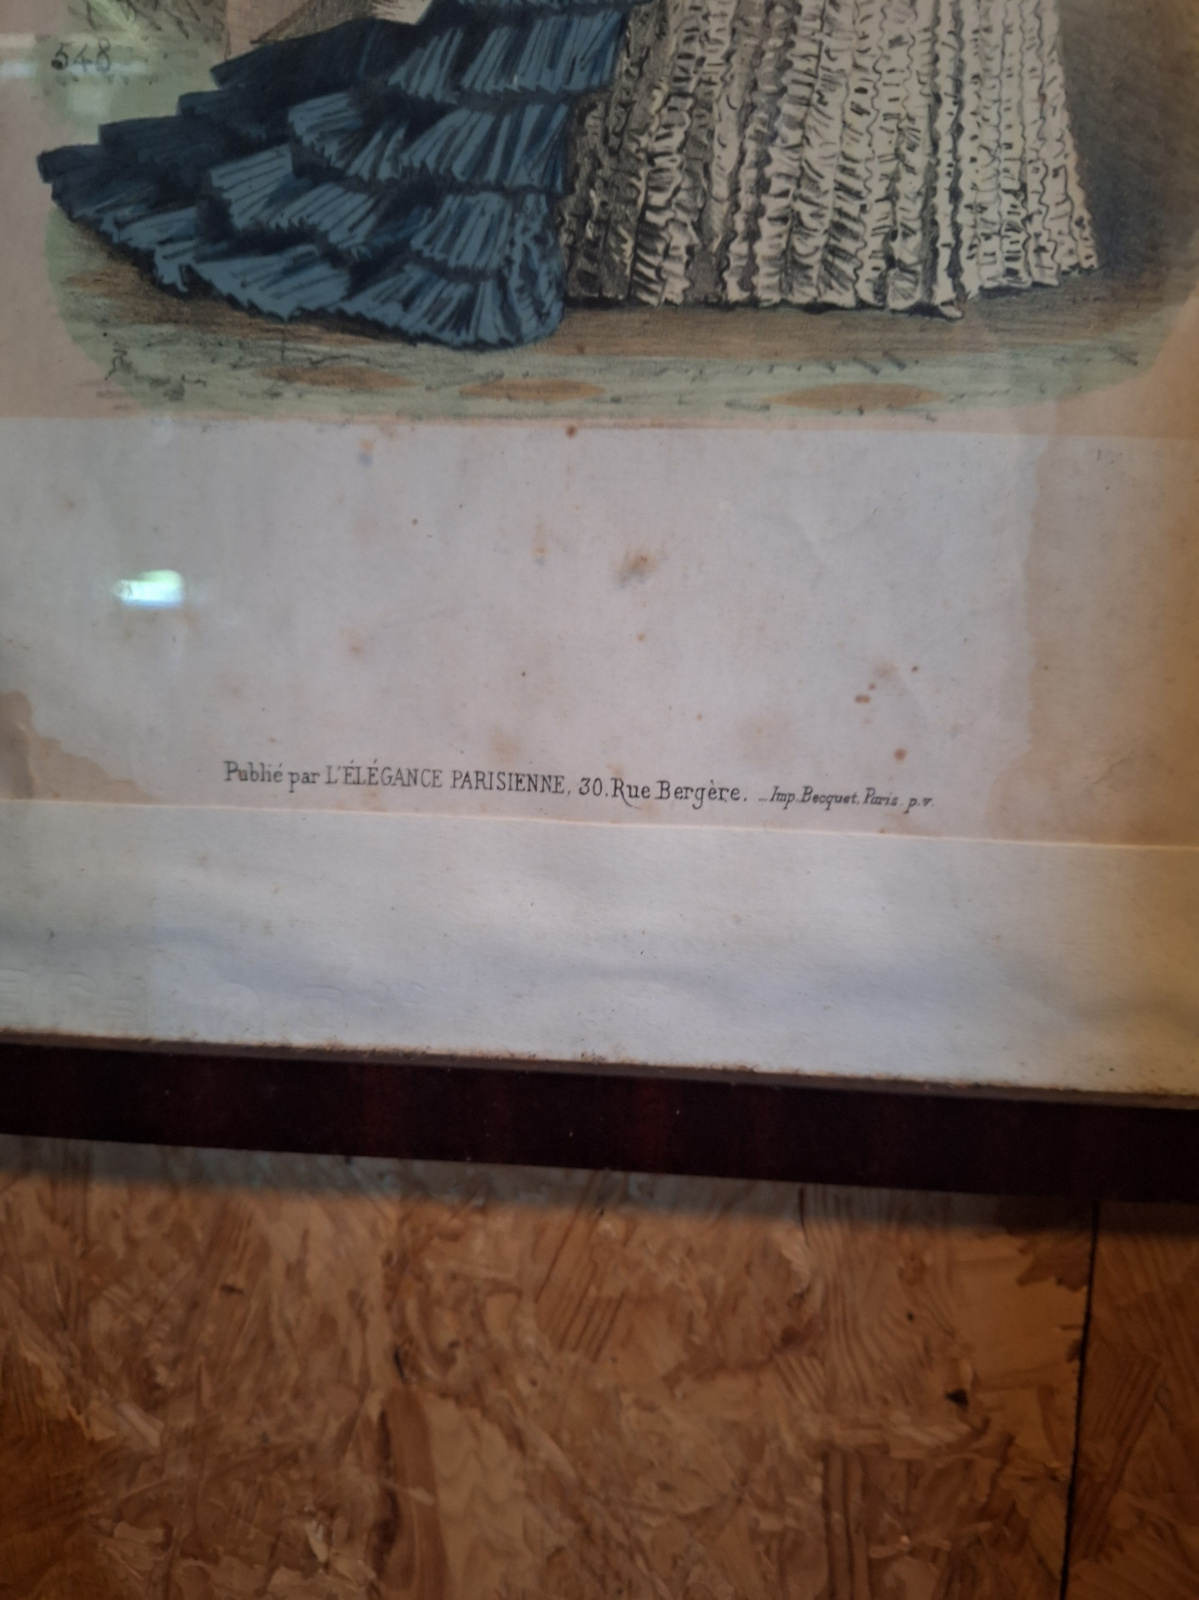 548
Publié par L'ÉLÉGANCE PARISIENNE, 30. Rue Bergère. _ Imp. Becquet, Paris. p.v.